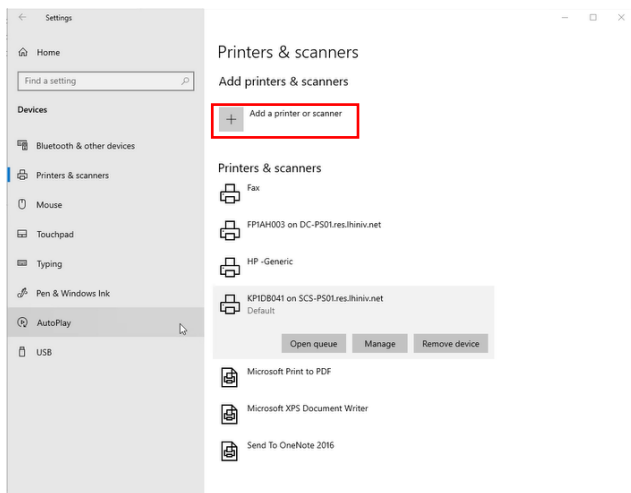 Settings
Home
Find a setting
Devices
Bluetooth & other devices
Printers & scanners
Mouse
Touchpad
Typing
Pen & Windows Ink
AutoPlay
USB
Printers & scanners
Add printers & scanners
Add a printer or scanner
Printers & scanners
Fax
FP1AH003 on DC-PS01.res.lhiniv.net
HP -Generic
KP1DB041 on SCS-PS01.res.lhiniv.net
Default
Open queue Manage Remove device
Microsoft Print to PDF
Microsoft XPS Document Writer
Send To OneNote 2016